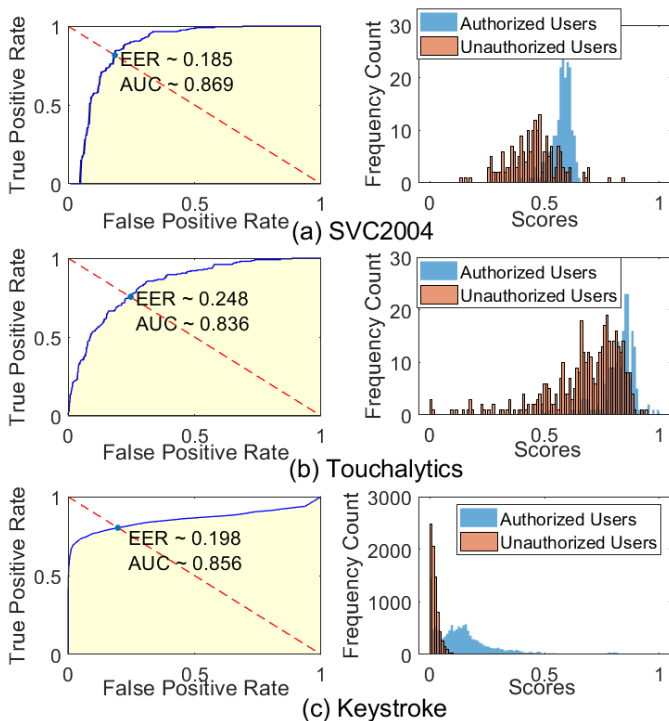 True Positive Rate
1
0.5
0
0
0.5
1
False Positive Rate
EER ~ 0.185
AUC ~ 0.869
Frequency Count
30
20
10
0
0
0.5
1
Scores
Authorized Users
Unauthorized Users
(a) SVC2004
True Positive Rate
1
0.5
0
0
0.5
1
False Positive Rate
EER ~ 0.248
AUC ~ 0.836
Frequency Count
30
20
10
0
0
0.5
1
Scores
Authorized Users
Unauthorized Users
(b) Touchalytics
True Positive Rate
1
0.5
0
0
0.5
1
False Positive Rate
EER ~ 0.198
AUC ~ 0.856
Frequency Count
3000
2000
1000
0
0
0.5
1
Scores
Authorized Users
Unauthorized Users
(c) Keystroke